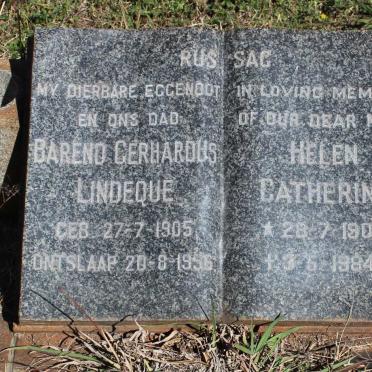 RUS SAG
MY DIERBARE EGGENOOT
EN ONS DAD
BAREND GERHARDUS
LINDEQUE
GEB. 27-7-1905
ONTSLAAP 20-8-1956
IN LOVING MEM
OF OUR DEAR M
HELEN
CATHERIN
★ 28-7-190
† 3-6-1984